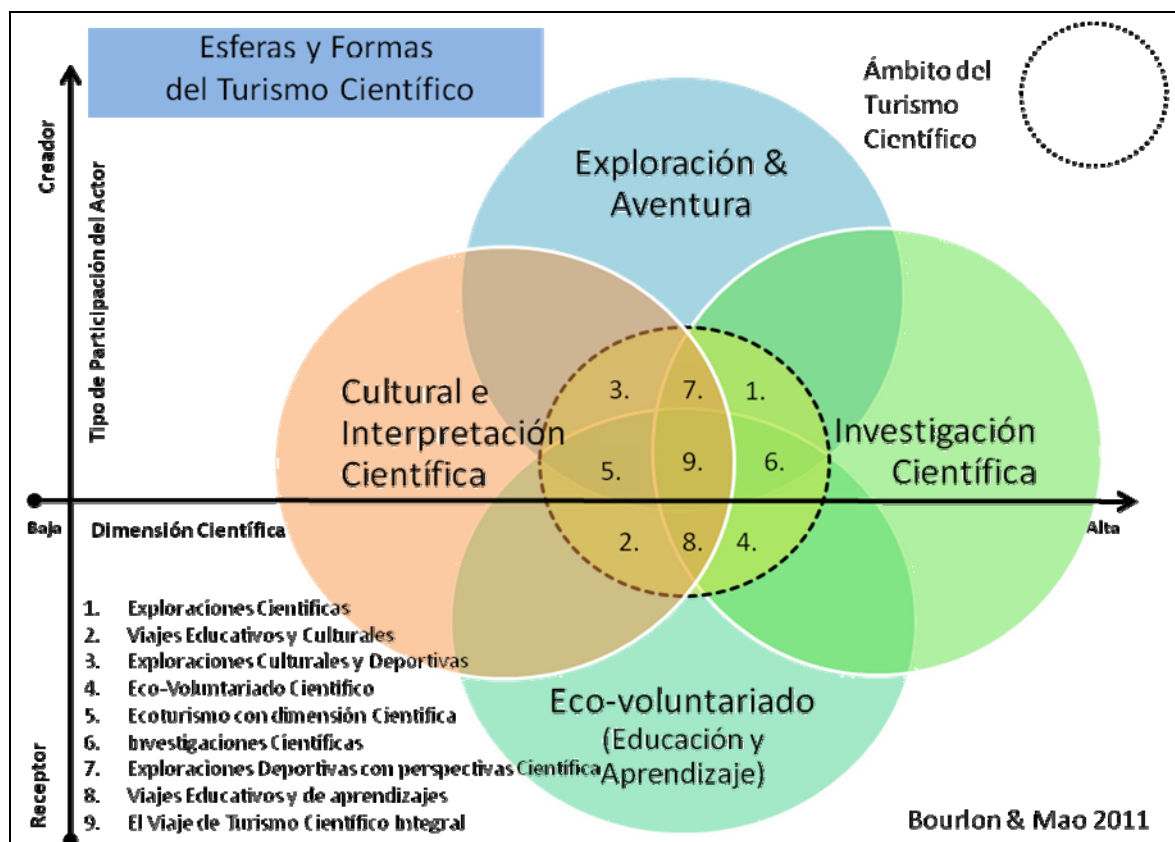 Esferas y Formas
del Turismo Científico
Ámbito del
Turismo
Científico
Creador
Tipo de Participación del Actor
Receptor
Exploración &
Aventura
Cultural e
Interpretación
Científica
Investigación
Científica
3.
7.
1.
5.
9.
6.
2.
8.
4.
Baja
Dimensión Científica
Alta
1. Exploraciones Cientificas
2. Viajes Educativos y Culturales
3. Exploraciones Culturales y Deportivas
4 Eco-Voluntariado Cientifico
5. Ecoturismo con dimensión Científica
6. Investigaciones Científicas
7. Exploraciones Deportivas con perspectivas Científica
8. Viajes Educativos y de aprendizajes
9. El Viaje de Turismo Científico Integral
Eco-voluntariado
(Educación y
Aprendizaje)
Bourlon & Mao 2011